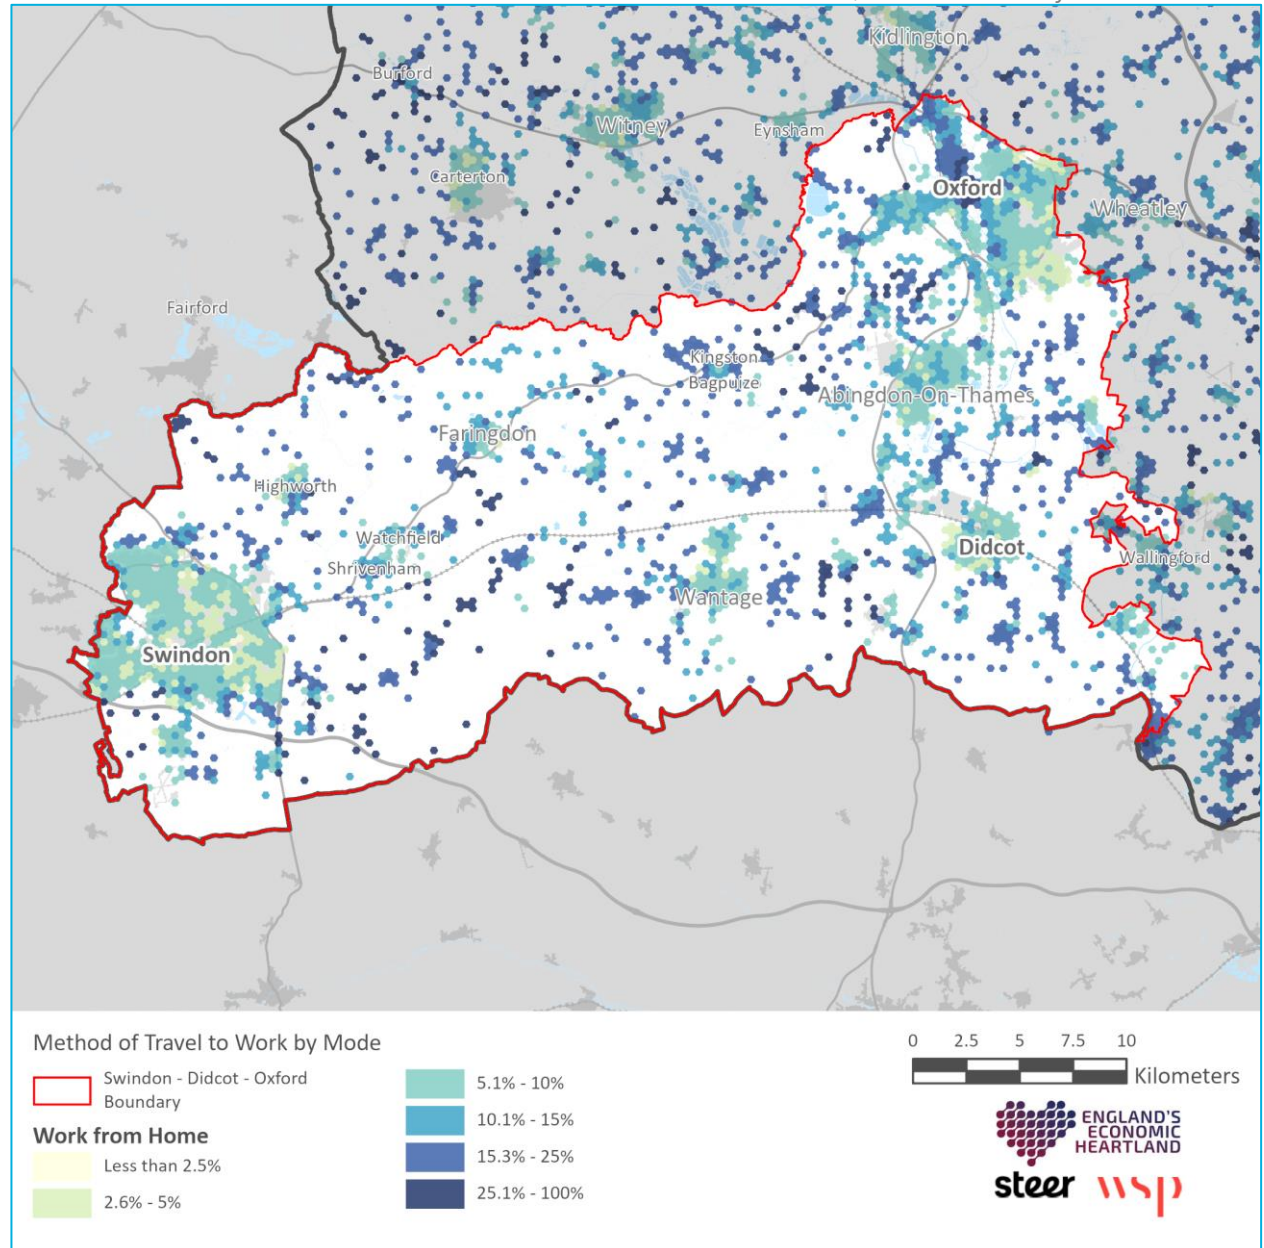 Kidlington
Burford
Witney
Eynsham
Carterton
Oxford
Wheatley
Fairford
Kingston
Bagpuize
Abingdon-On-Thames
Faringdon
Highworth
Watchfield
Didcot
Wallingford
Shrivenham
Wantage
Swindon
Method of Travel to Work by Mode
Swindon - Didcot - Oxford
Boundary
Work from Home
Less than 2.5%
2.6% - 5%
5.1% - 10%
10.1% - 15%
15.3% - 25%
25.1% - 100%
0 2.5 5 7.5 10
Kilometers
ENGLAND'S
ECONOMIC
HEARTLAND
steer wsp